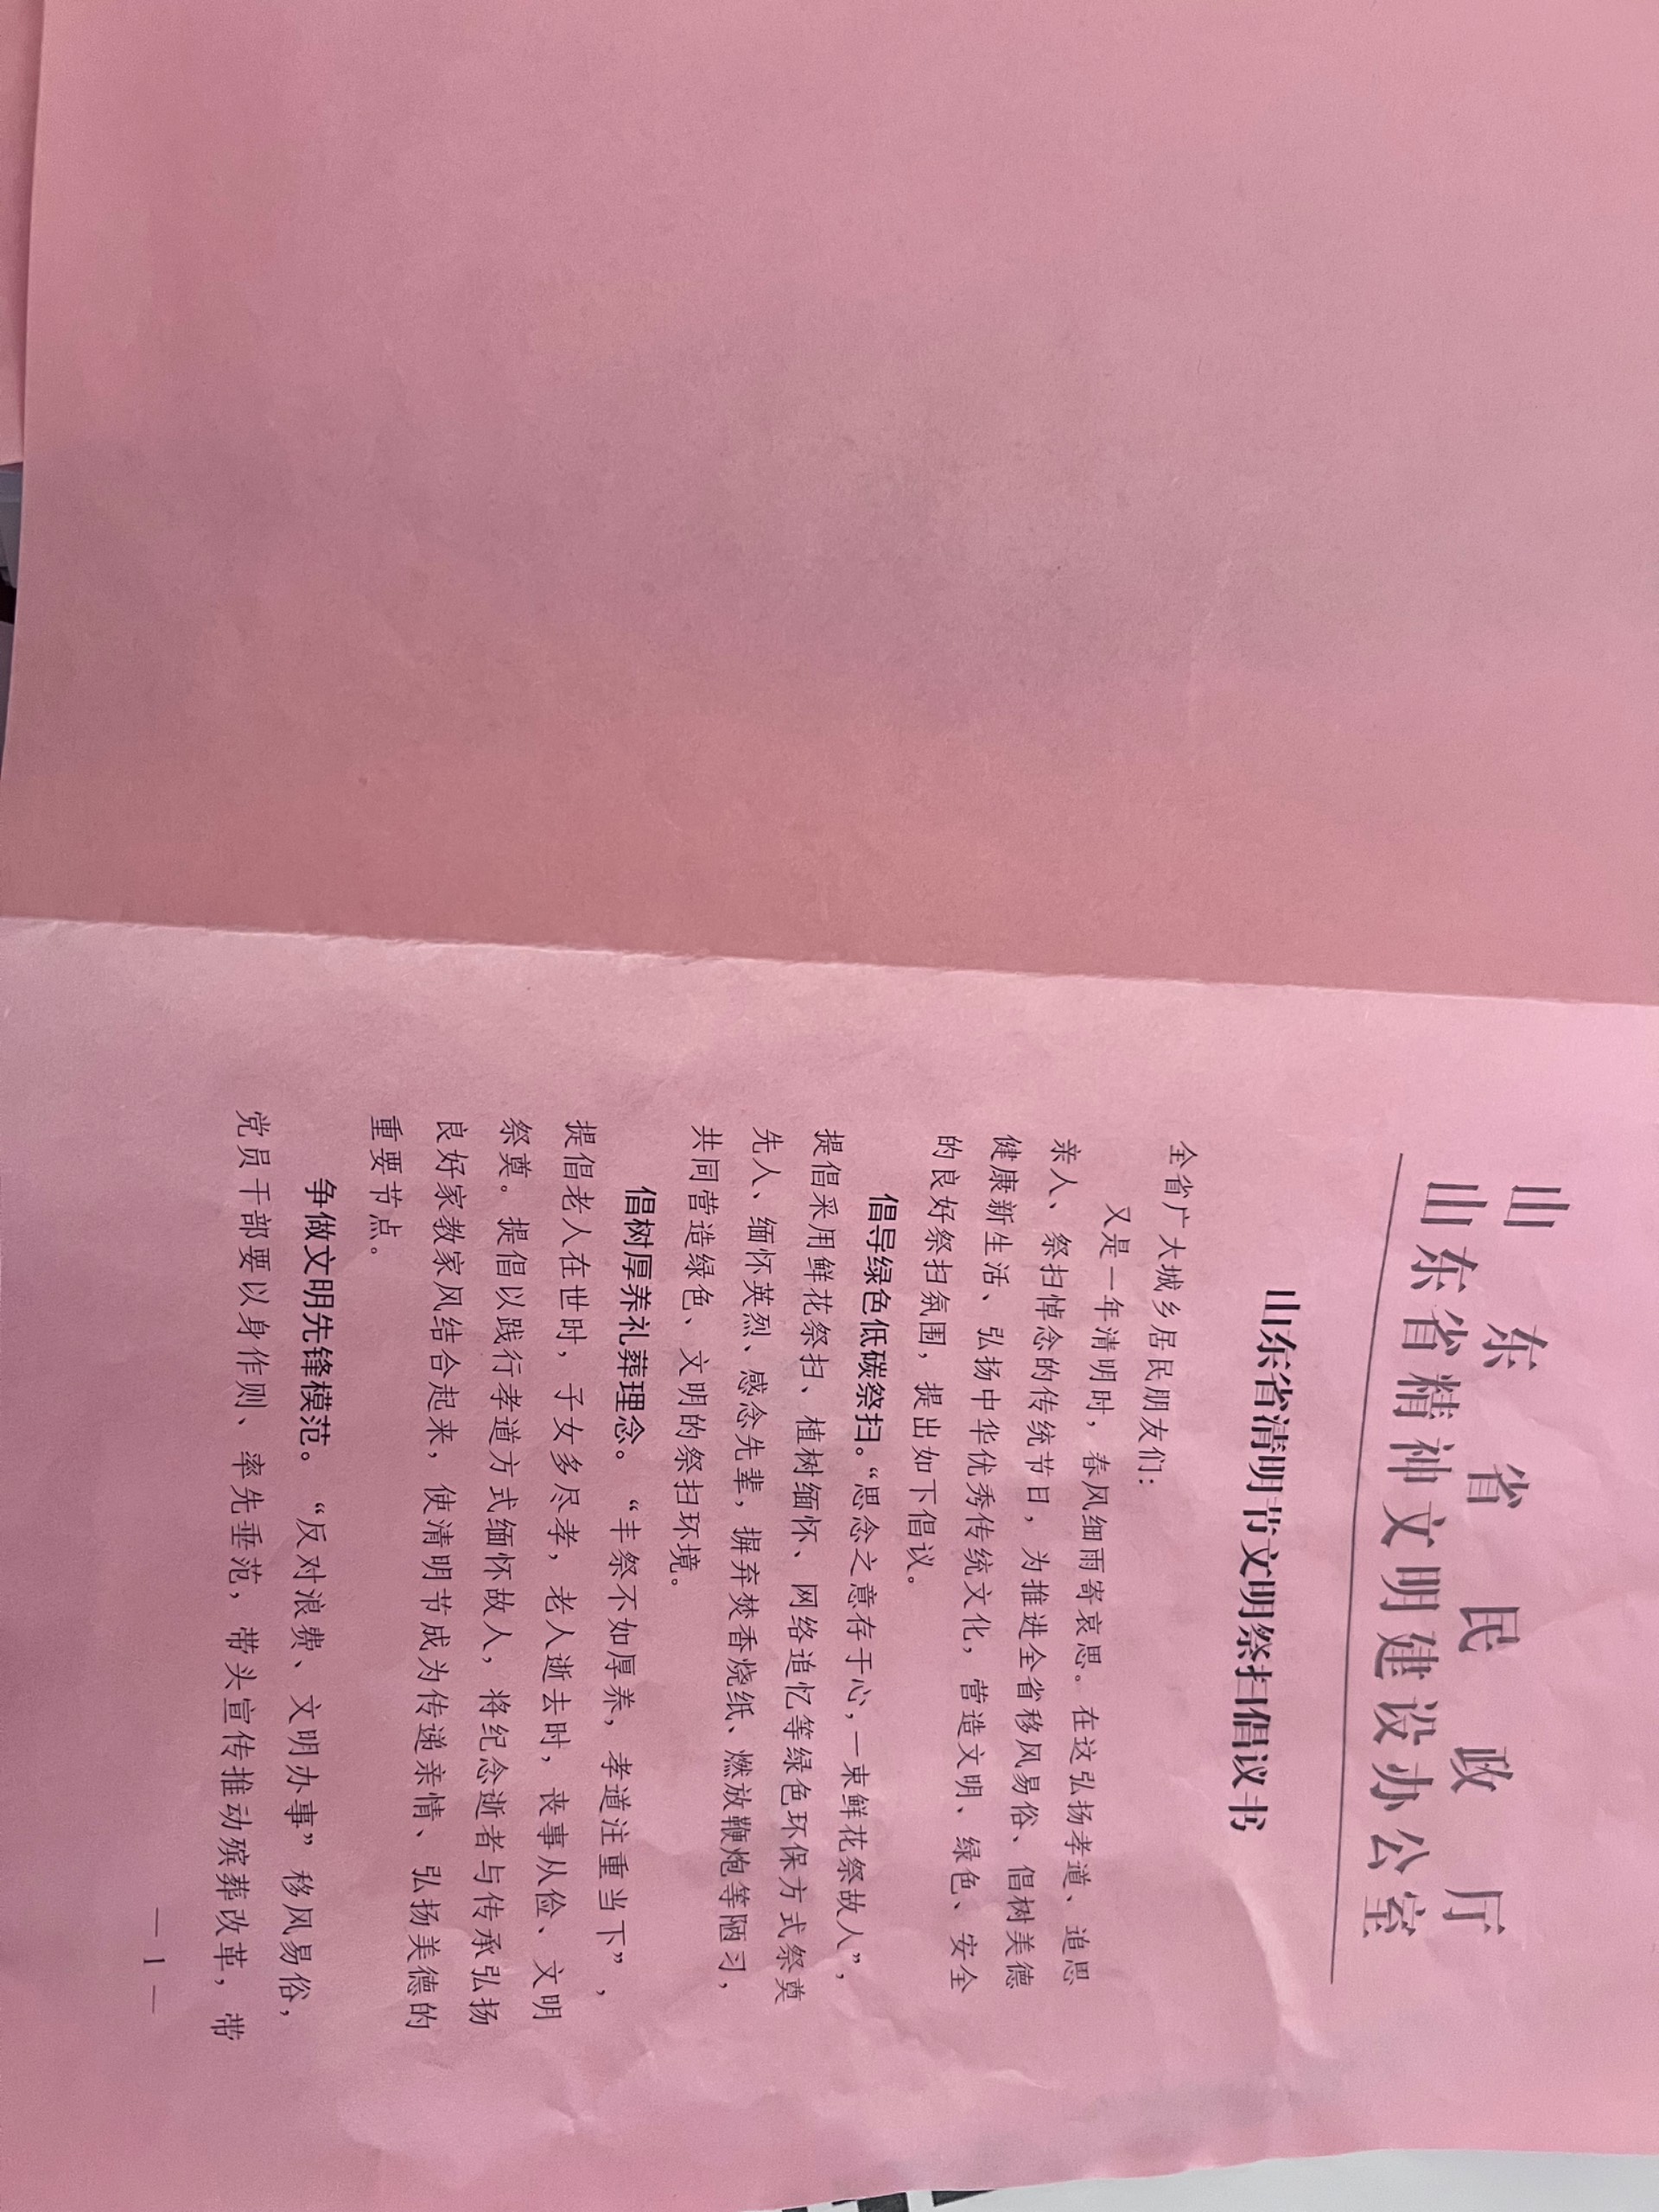 山东省民政厅
山东省精神文明建设办公室
山东省清明节文明祭扫倡议书
全省广大城乡居民朋友们：
又是一年清明时，春风细雨寄哀思。在这弘扬孝道、追思
亲人、祭扫悼念的传统节日，为推进全省移风易俗、倡树美德
健康新生活、弘扬中华优秀传统文化，营造文明、绿色、安全
的良好祭扫氛围，提出如下倡议。
倡导绿色低碳祭扫。“思念之意存于心，一束鲜花祭故人”，
提倡采用鲜花祭扫、植树缅怀、网络追忆等绿色环保方式祭奠
先人、缅怀英烈、感念先辈，摒弃焚香烧纸、燃放鞭炮等陋习，
共同营造绿色、文明的祭扫环境。
倡树厚养礼葬理念。“丰祭不如厚养，孝道注重当下”，
提倡老人在世时，子女多尽孝，老人逝去时，丧事从俭、文明
祭奠。提倡以践行孝道方式缅怀故人，将纪念逝者与传承弘扬
良好家教家风结合起来，使清明节成为传递亲情、弘扬美德的
重要节点。
争做文明先锋模范。“反对浪费、文明办事”移风易俗，
党员干部要以身作则、率先垂范，带头宣传推动殡葬改革，带
— 1 —